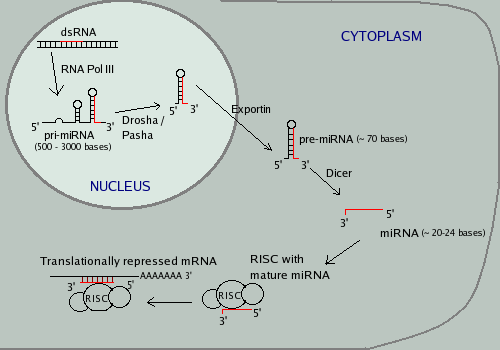 dsRNA
CYTOPLASM
RNA Pol III
5' 3'
pri-miRNA
(500 - 3000 bases)
Drosha /
Pasha
5' 3'
Exportin
NUCLEUS
pre-miRNA (~ 70 bases)
5' 3'
Dicer
3' 5'
miRNA (~ 20-24 bases)
Translationally repressed mRNA
AAAAAAA 3'
3' 5'
RISC
RISC with
mature miRNA
RISC
3' 5'